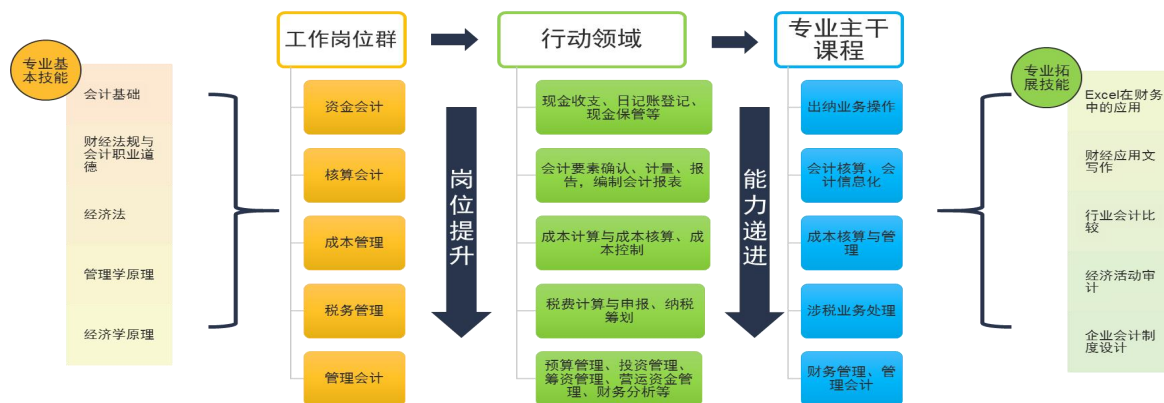 工作岗位群
行动领域
专业主干
课程
专业基
本技能
会计基础
财经法规与
会计职业道
德
经济法
管理学原理
经济学原理
资金会计
核算会计
成本管理
税务管理
管理会计
岗位提升
现金收支、日记账登记、
现金保管等
会计要素确认、计量、报
告，编制会计报表
成本计算与成本核算、成
本控制
税费计算与申报、纳税
筹划
预算管理、投资管理、
筹资管理、营运资金管
理、财务分析等
能力递进
出纳业务操作
会计核算、会
计信息化
成本核算与管
理
涉税业务处理
财务管理、管
理会计
专业拓
展技能
Excel在财务
中的应用
财经应用文
写作
行业会计比
较
经济活动审
计
企业会计制
度设计